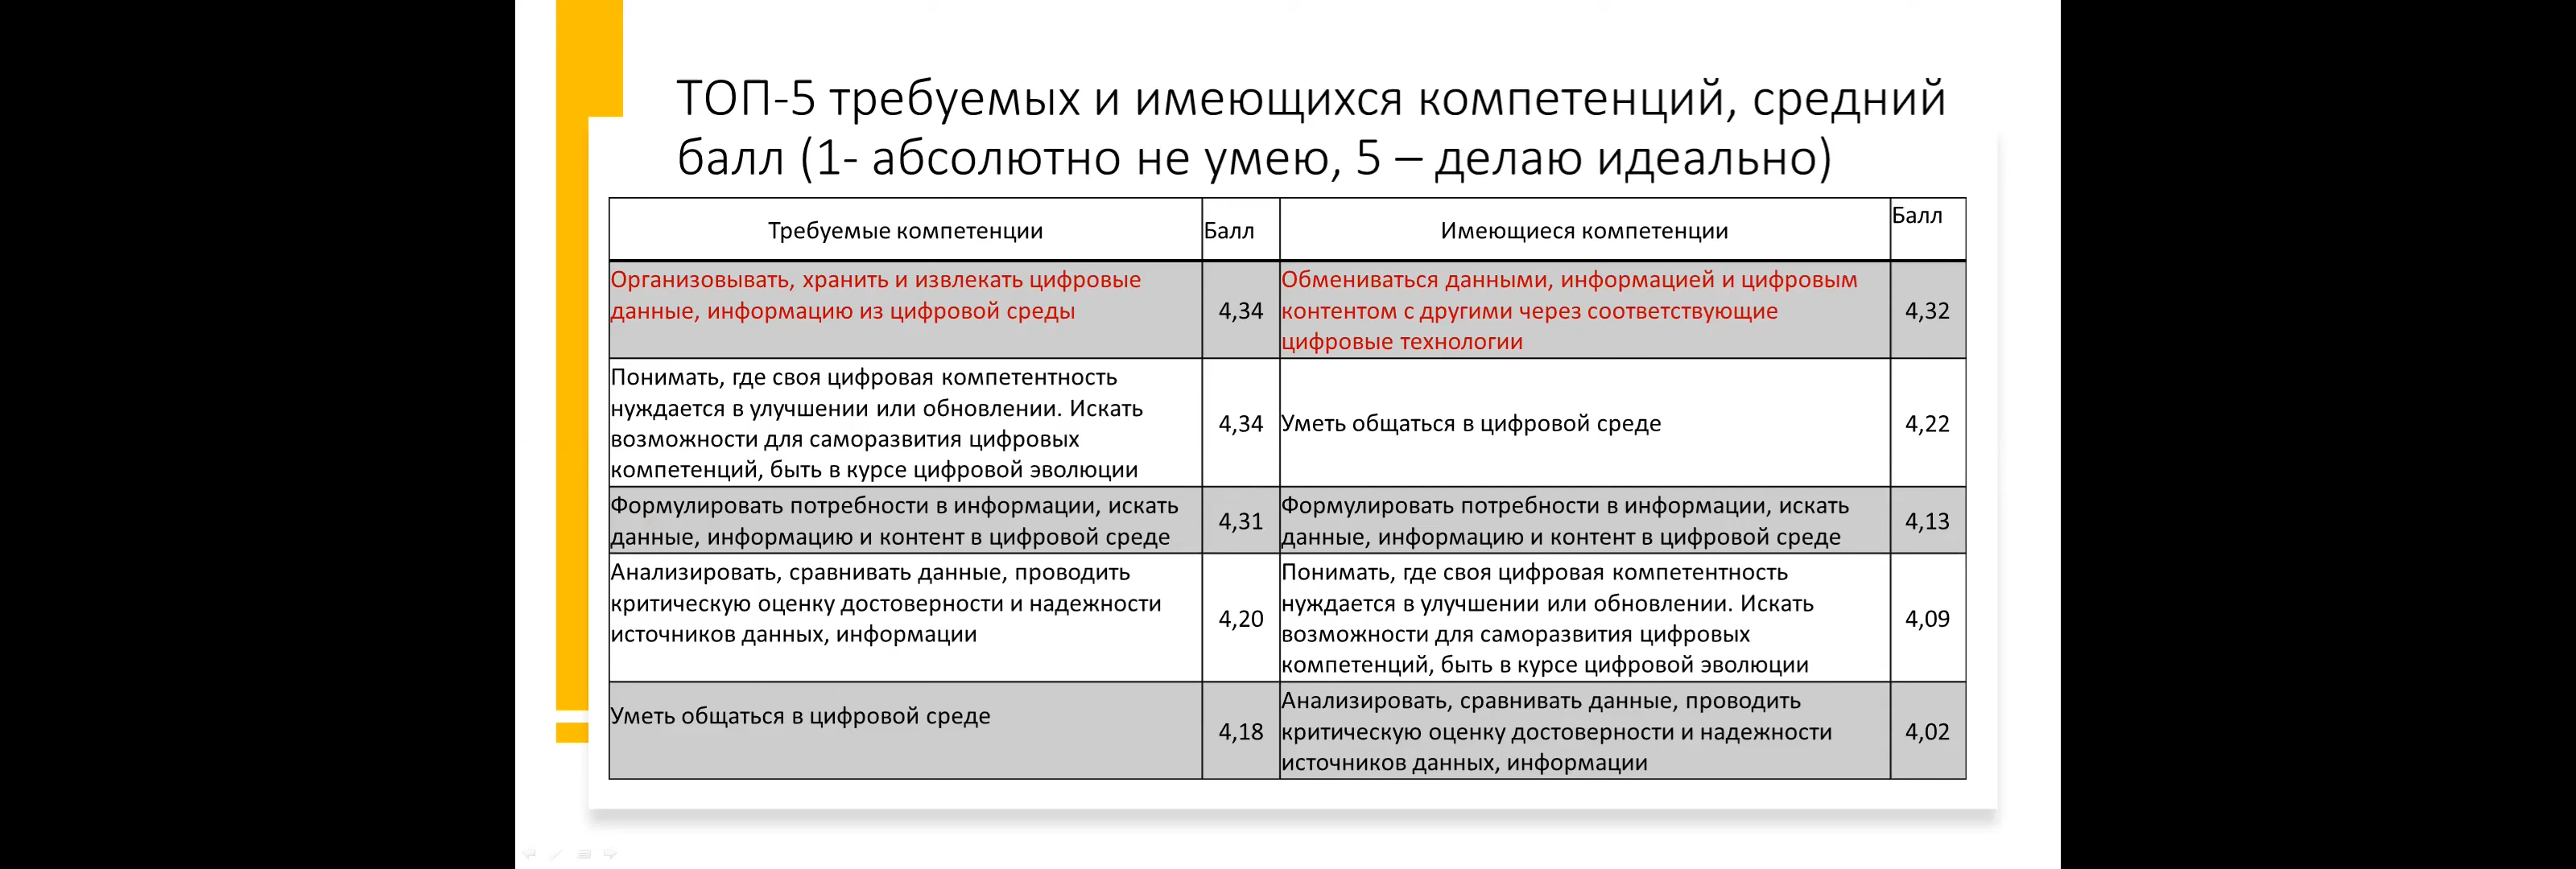 ТОП-5 требуемых и имеющихся компетенций, средний
балл (1- абсолютно не умею, 5 – делаю идеально)
Требуемые компетенции
Балл
Имеющиеся компетенции
Балл
Организовывать, хранить и извлекать цифровые
данные, информацию из цифровой среды
4,34
Обмениваться данными, информацией и цифровым
контентом с другими через соответствующие
цифровые технологии
4,32
Понимать, где своя цифровая компетентность
нуждается в улучшении или обновлении. Искать
возможности для саморазвития цифровых
компетенций, быть в курсе цифровой эволюции
4,34
Уметь общаться в цифровой среде
4,22
Формулировать потребности в информации, искать
данные, информацию и контент в цифровой среде
4,31
Формулировать потребности в информации, искать
данные, информацию и контент в цифровой среде
4,13
Анализировать, сравнивать данные, проводить
критическую оценку достоверности и надежности
источников данных, информации
4,20
Понимать, где своя цифровая компетентность
нуждается в улучшении или обновлении. Искать
возможности для саморазвития цифровых
компетенций, быть в курсе цифровой эволюции
4,09
Уметь общаться в цифровой среде
4,18
Анализировать, сравнивать данные, проводить
критическую оценку достоверности и надежности
источников данных, информации
4,02